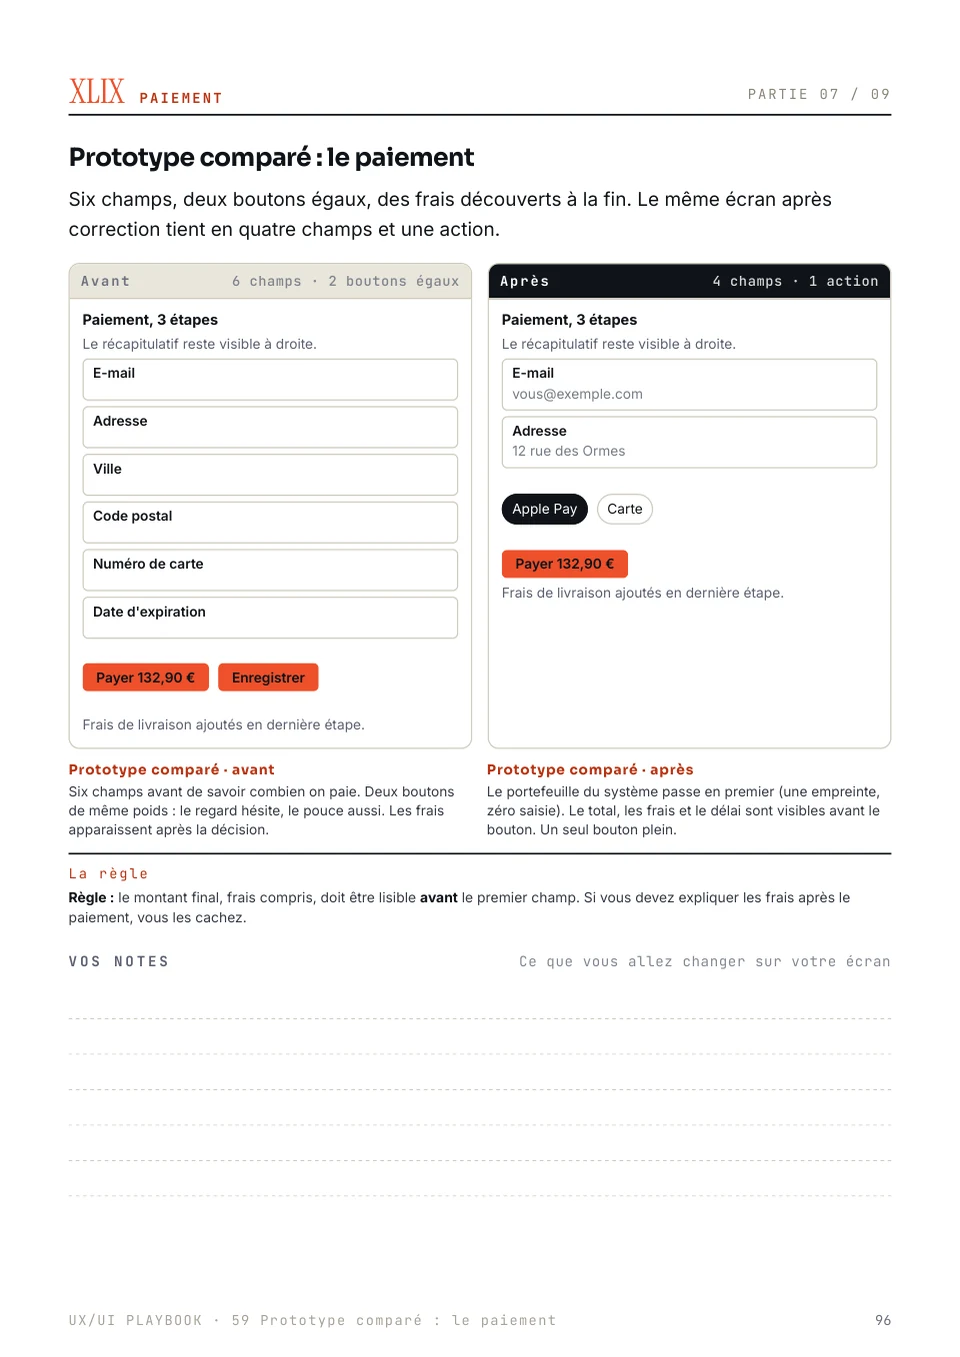 XLIX PAIEMENT
PARTIE 07 / 09
Prototype comparé : le paiement
Six champs, deux boutons égaux, des frais découverts à la fin. Le même écran après
correction tient en quatre champs et une action.
Avant
6 champs · 2 boutons égaux
Paiement, 3 étapes
Le récapitulatif reste visible à droite.
E-mail
Adresse
Ville
Code postal
Numéro de carte
Date d'expiration
Payer 132,90 €
Enregistrer
Frais de livraison ajoutés en dernière étape.
Après
4 champs · 1 action
Paiement, 3 étapes
Le récapitulatif reste visible à droite.
E-mail
vous@exemple.com
Adresse
12 rue des Ormes
Apple Pay
Carte
Payer 132,90 €
Frais de livraison ajoutés en dernière étape.
Prototype comparé · avant
Six champs avant de savoir combien on paie. Deux boutons
de même poids : le regard hésite, le pouce aussi. Les frais
apparaissent après la décision.
Prototype comparé · après
Le portefeuille du système passe en premier (une empreinte,
zéro saisie). Le total, les frais et le délai sont visibles avant le
bouton. Un seul bouton plein.
La règle
Règle : le montant final, frais compris, doit être lisible avant le premier champ. Si vous devez expliquer les frais après le
paiement, vous les cachez.
VOS NOTES
Ce que vous allez changer sur votre écran
UX/UI PLAYBOOK · 59 Prototype comparé : le paiement
96